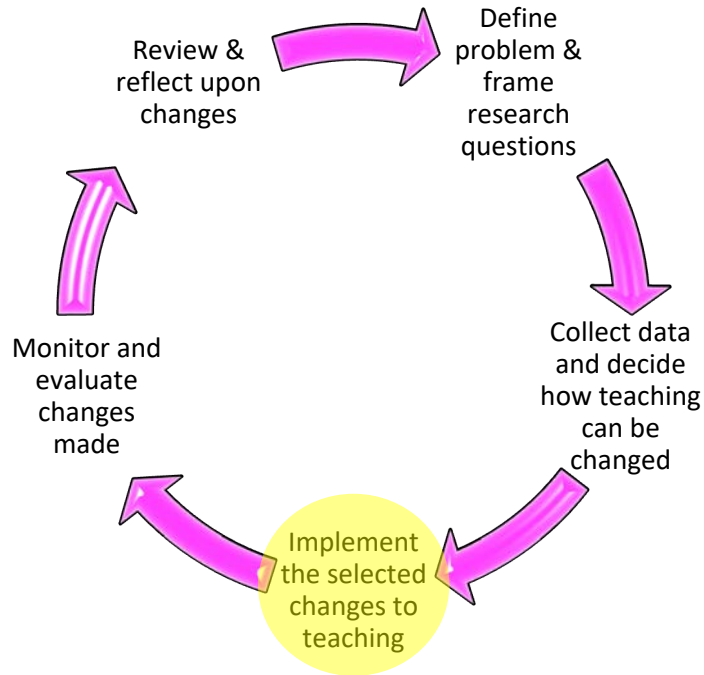 Define
problem &
frame
research
questions
Collect data
and decide
how teaching
can be
changed
Implement
the selected
changes to
teaching
Monitor and
evaluate
changes
made
Review &
reflect upon
changes